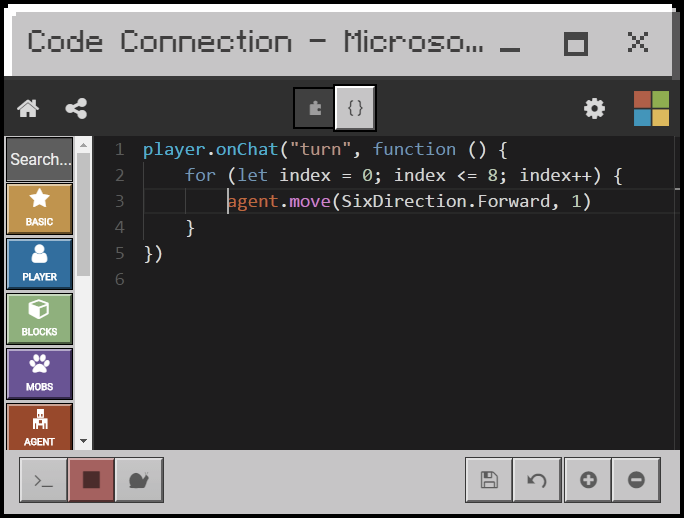 Code Connection - Microso...
{}
Search...
BASIC
PLAYER
BLOCKS
MOBS
AGENT
1 player.onChat("turn", function () {
2 for (let index = 0; index <= 8; index++) {
3 agent.move(SixDirection.Forward, 1)
4 }
5 })
6
>_